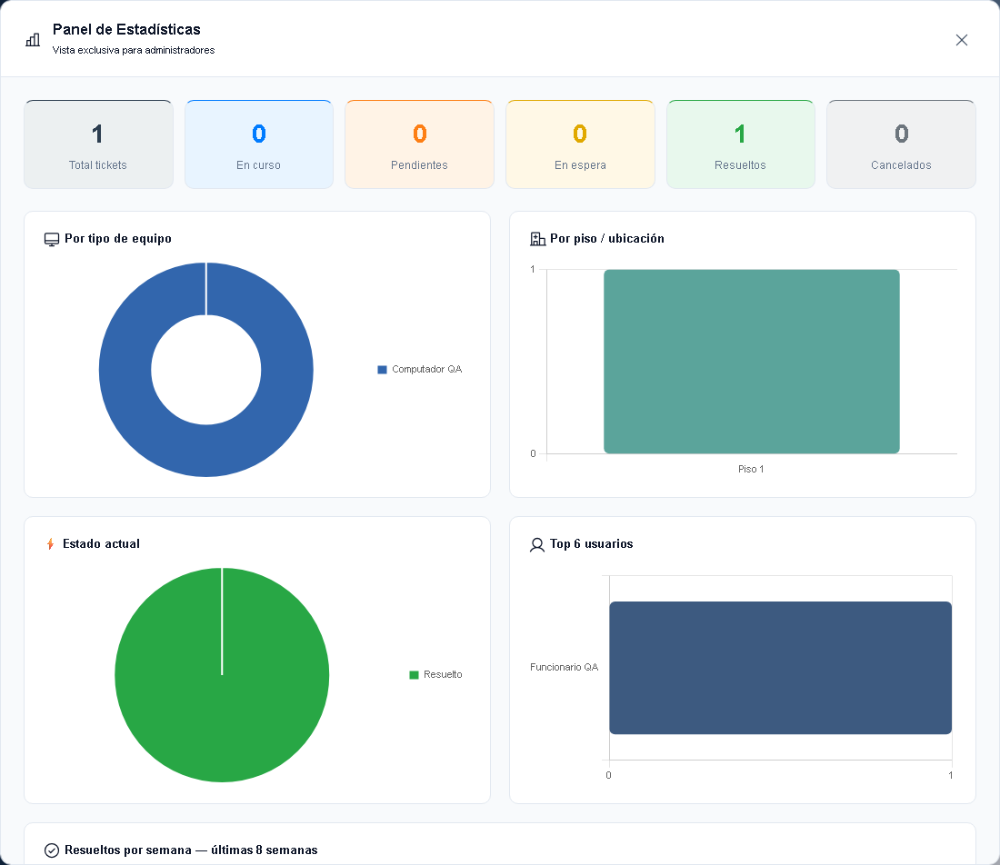 Panel de Estadísticas
Vista exclusiva para administradores
1
Total tickets
0
En curso
0
Pendientes
0
En espera
1
Resueltos
0
Cancelados
Por tipo de equipo
Computador QA
Por piso / ubicación
1
0
Piso 1
Estado actual
Resuelto
Top 6 usuarios
Funcionario QA
0
1
Resueltos por semana — últimas 8 semanas